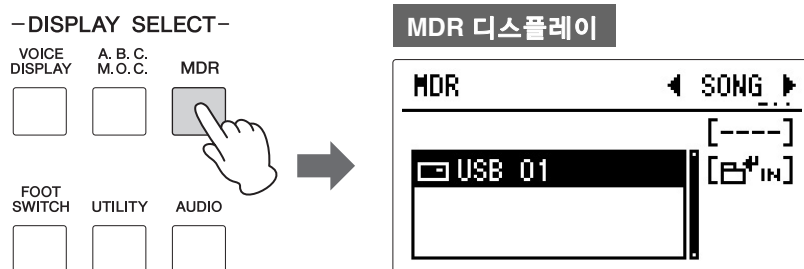 -DISPLAY SELECT-
VOICE DISPLAY
A. B. C. M. O. C.
MDR
FOOT SWITCH
UTILITY
AUDIO
MDR 디스플레이
MDR
SONG
[----]
USB 01
[IN]